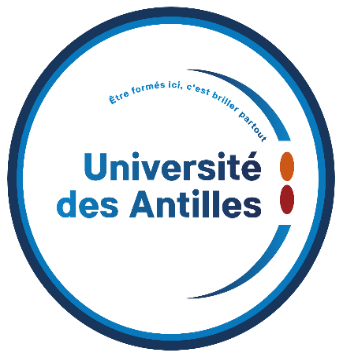 Être formés ici, c'est briller partout
Université
des Antilles